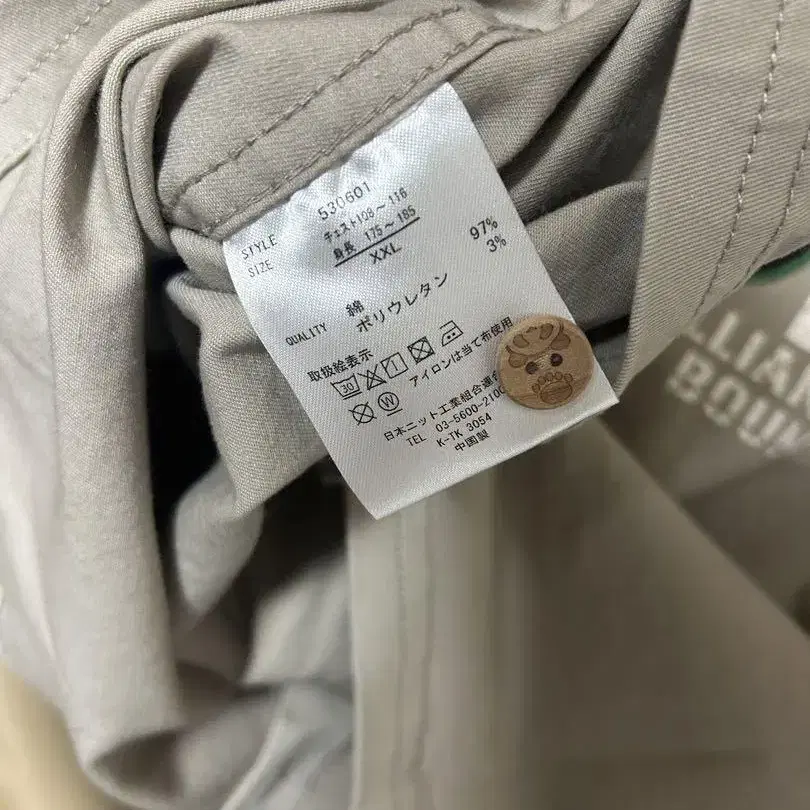 STYLE 530601
SIZE チェスト108～116
身長 175～185
XXL
QUALITY 綿 97%
ポリウレタン 3%
取扱絵表示
30
アイロンは当て布使用
W
日本ニット工業組合連合
TEL 03-5600-210
K-TK 3054
中国製
LLIA
BOU